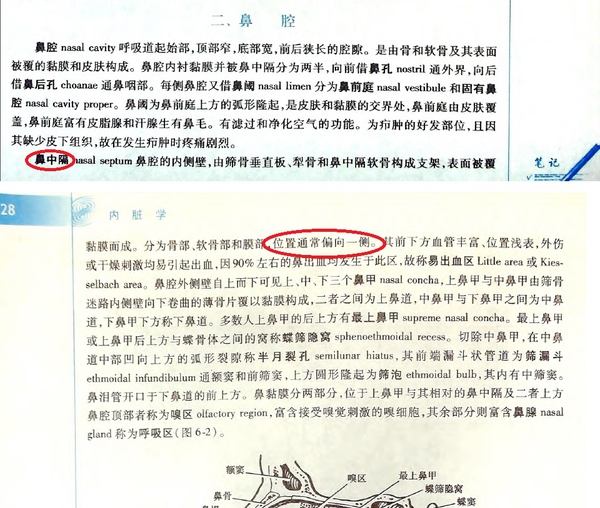 二、鼻 腔
鼻腔 nasal cavity 呼吸道起始部,顶部窄,底部宽,前后狭长的腔隙。是由骨和软骨及其表面
被覆的黏膜和皮肤构成。鼻腔内衬黏膜并被鼻中隔分为两半,向前借鼻孔 nostril 通外界,向后
借鼻后孔 choanae 通鼻咽部。每侧鼻腔又借鼻阈 nasal limen 分为鼻前庭 nasal vestibule 和固有鼻
腔 nasal cavity proper。鼻阈为鼻前庭上方的弧形隆起,是皮肤和黏膜的交界处,鼻前庭由皮肤覆
盖,鼻前庭富有皮脂腺和汗腺生有鼻毛。有滤过和净化空气的功能。为疖肿的好发部位,且因
其缺少皮下组织,故在发生疖肿时疼痛剧烈。
鼻中隔 nasal septum 鼻腔的内侧壁,由筛骨垂直板、犁骨和鼻中隔软骨构成支架,表面被覆
笔记
28
内 脏 学
黏膜而成。分为骨部、软骨部和膜部,位置通常偏向一侧。其前下方血管丰富、位置浅表,外伤
或干燥刺激均易引起出血,因90%左右的鼻出血均发生于此区,故称易出血区 Little area 或 Kies-
selbach area。鼻腔外侧壁自上而下可见上、中、下三个鼻甲 nasal concha,上鼻甲与中鼻甲由筛骨
迷路内侧壁向下卷曲的薄骨片覆以黏膜构成,二者之间为上鼻道,中鼻甲与下鼻甲之间为中鼻
道,下鼻甲下方称下鼻道。多数人上鼻甲的后上方有最上鼻甲 supreme nasal concha。最上鼻甲
或上鼻甲后上方与蝶骨体之间的窝称蝶筛隐窝 sphenoethmoidal recess。切除中鼻甲,在中鼻
道中部凹向上方的弧形裂隙称半月裂孔 semilunar hiatus,其前端漏斗状管道为筛漏斗
ethmoidal infundibulum 通额窦和前筛窦,上方圆形隆起为筛泡 ethmoidal bulb,其内有中筛窦。
鼻泪管开口于下鼻道的前上方。鼻黏膜分两部分,位于上鼻甲与其相对的鼻中隔及二者上方
鼻腔顶部者称为嗅区 olfactory region,富含接受嗅觉刺激的嗅细胞,其余部分则富含鼻腺 nasal
gland 称为呼吸区(图 6-2)。
额窦
嗅区
最上鼻甲
鼻骨
蝶筛隐窝
蝶窦